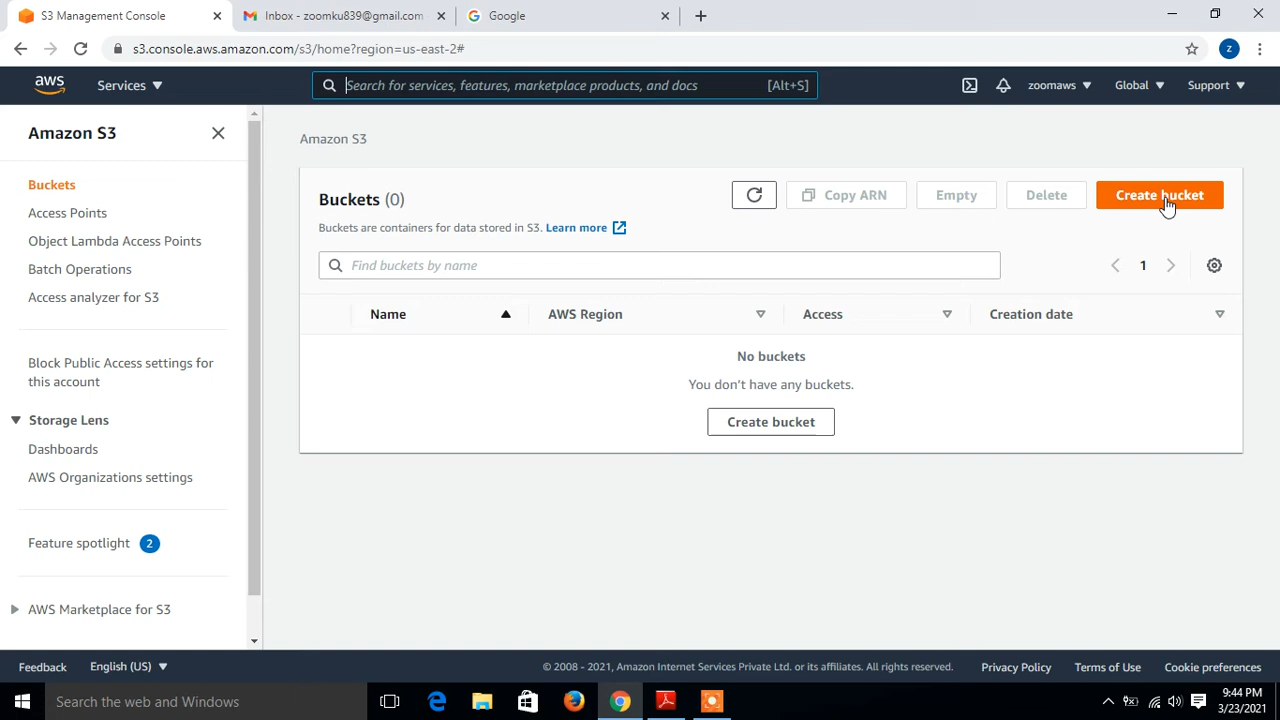 S3 Management Console
Inbox - zoomku839@gmail.com
Google
s3.console.aws.amazon.com/s3/home?region=us-east-2#
z
aws
Services
Search for services, features, marketplace products, and docs
[Alt+S]
zoomaws
Global
Support
Amazon S3
Buckets
Access Points
Object Lambda Access Points
Batch Operations
Access analyzer for S3
Block Public Access settings for
this account
Storage Lens
Dashboards
AWS Organizations settings
Feature spotlight 2
AWS Marketplace for S3
Amazon S3
Buckets (0)
Copy ARN
Empty
Delete
Create bucket
Buckets are containers for data stored in S3. Learn more
Find buckets by name
1
Name
AWS Region
Access
Creation date
No buckets
You don't have any buckets.
Create bucket
Feedback
English (US)
© 2008 - 2021, Amazon Internet Services Private Ltd. or its affiliates. All rights reserved.
Privacy Policy
Terms of Use
Cookie preferences
Search the web and Windows
9:44 PM
3/23/2021